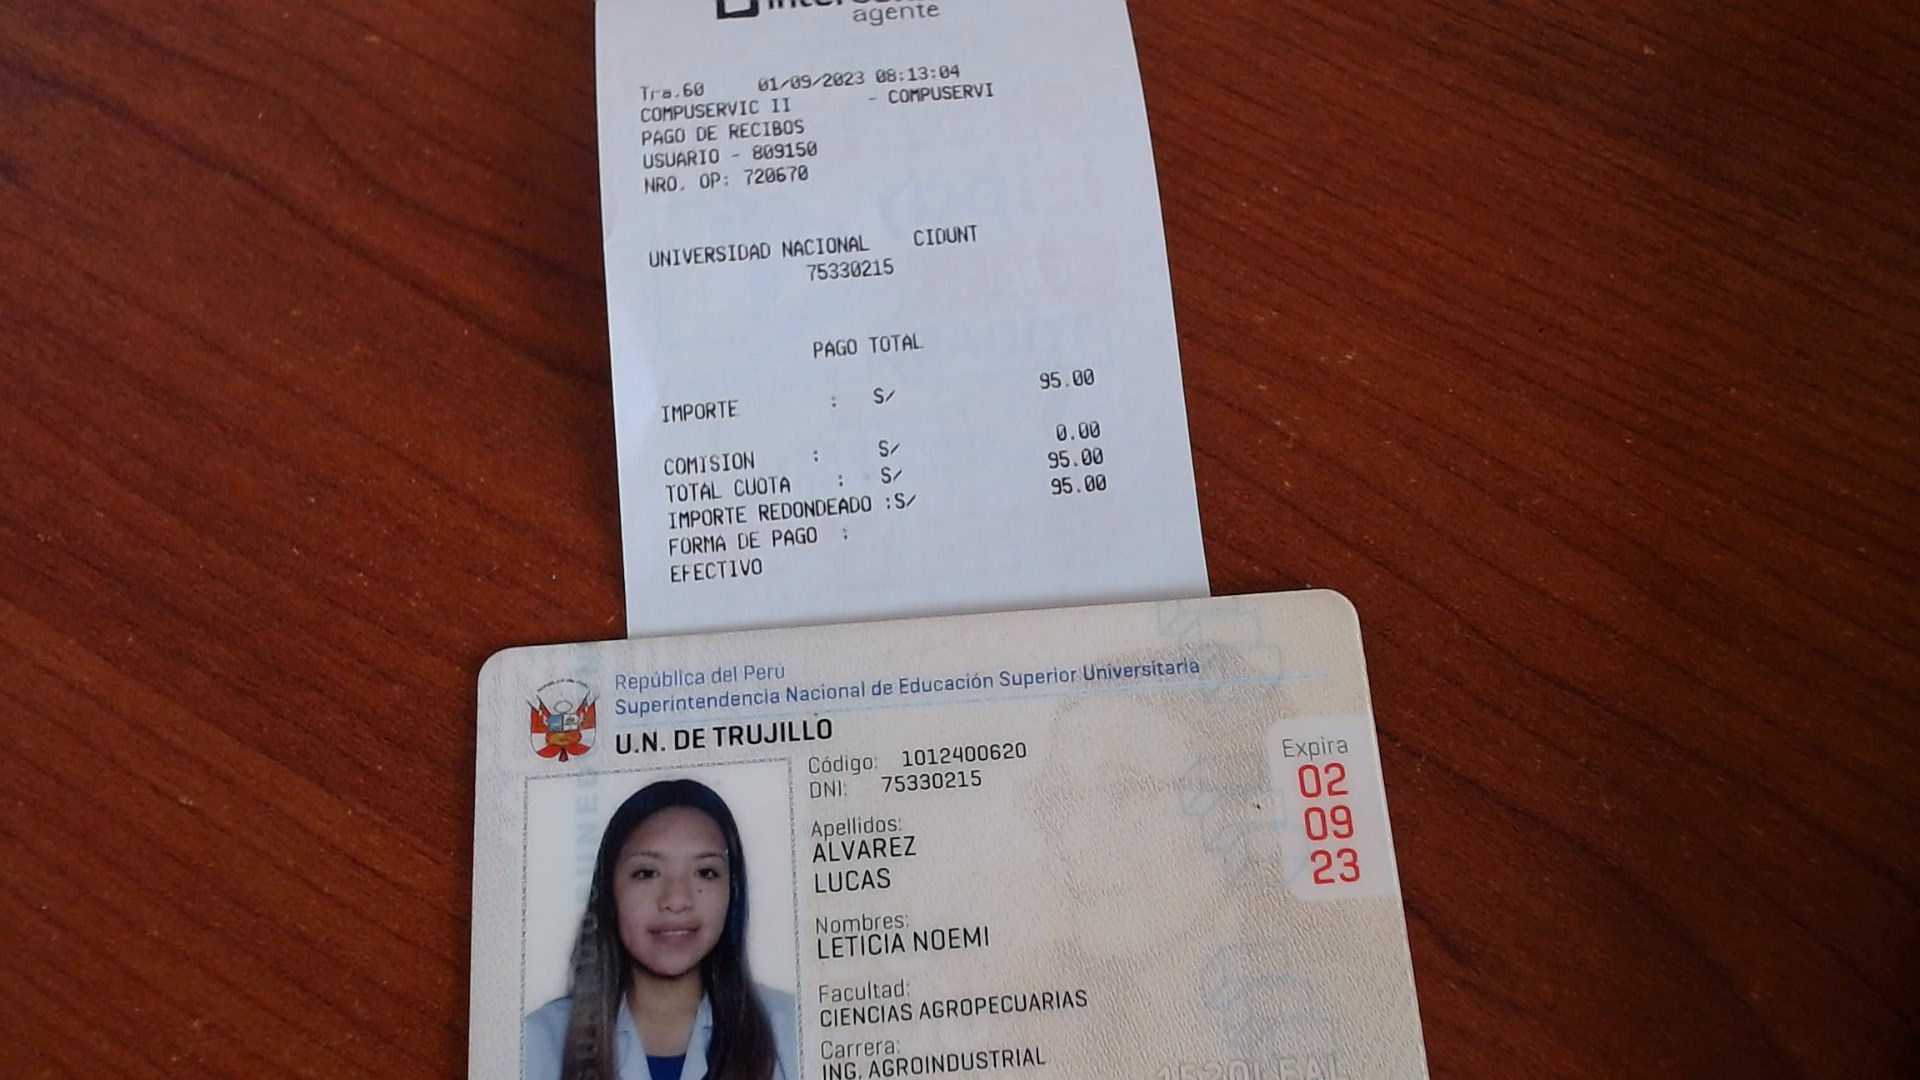 agente
Tra.60 01/09/2023 08:13:04
COMPUSERVIC II - COMPUSERVI
PAGO DE RECIBOS
USUARIO - 809150
NRO. OP: 720670
UNIVERSIDAD NACIONAL CIDUNT
75330215
PAGO TOTAL
IMPORTE : S/ 95.00
COMISION : S/ 0.00
TOTAL CUOTA : S/ 95.00
IMPORTE REDONDEADO :S/ 95.00
FORMA DE PAGO :
EFECTIVO
República del Perú
Superintendencia Nacional de Educación Superior Universitaria
U.N. DE TRUJILLO
Código: 1012400620
DNI: 75330215
Expira
02
09
23
Apellidos:
ALVAREZ
LUCAS
Nombres:
LETICIA NOEMI
Facultad:
CIENCIAS AGROPECUARIAS
Carrera:
ING. AGROINDUSTRIAL